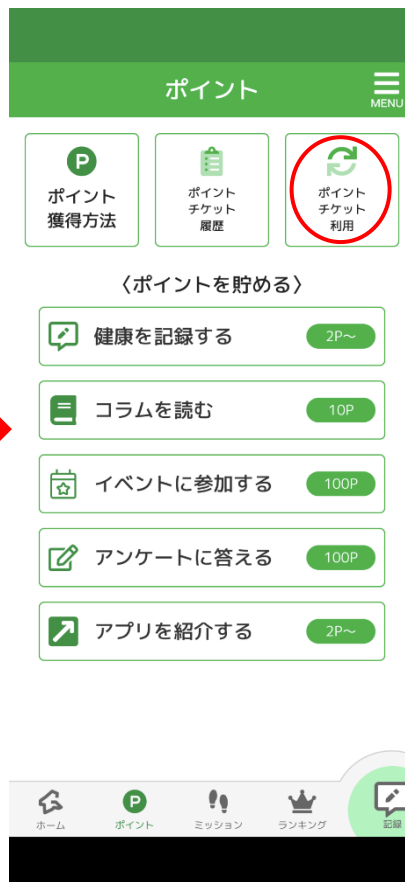 ポイント
MENU
P
ポイント
獲得方法
ポイント
チケット
履歴
ポイント
チケット
利用
〈ポイントを貯める〉
健康を記録する 2P～
コラムを読む 10P
イベントに参加する 100P
アンケートに答える 100P
アプリを紹介する 2P～
P
ホーム ポイント ミッション ランキング 記録